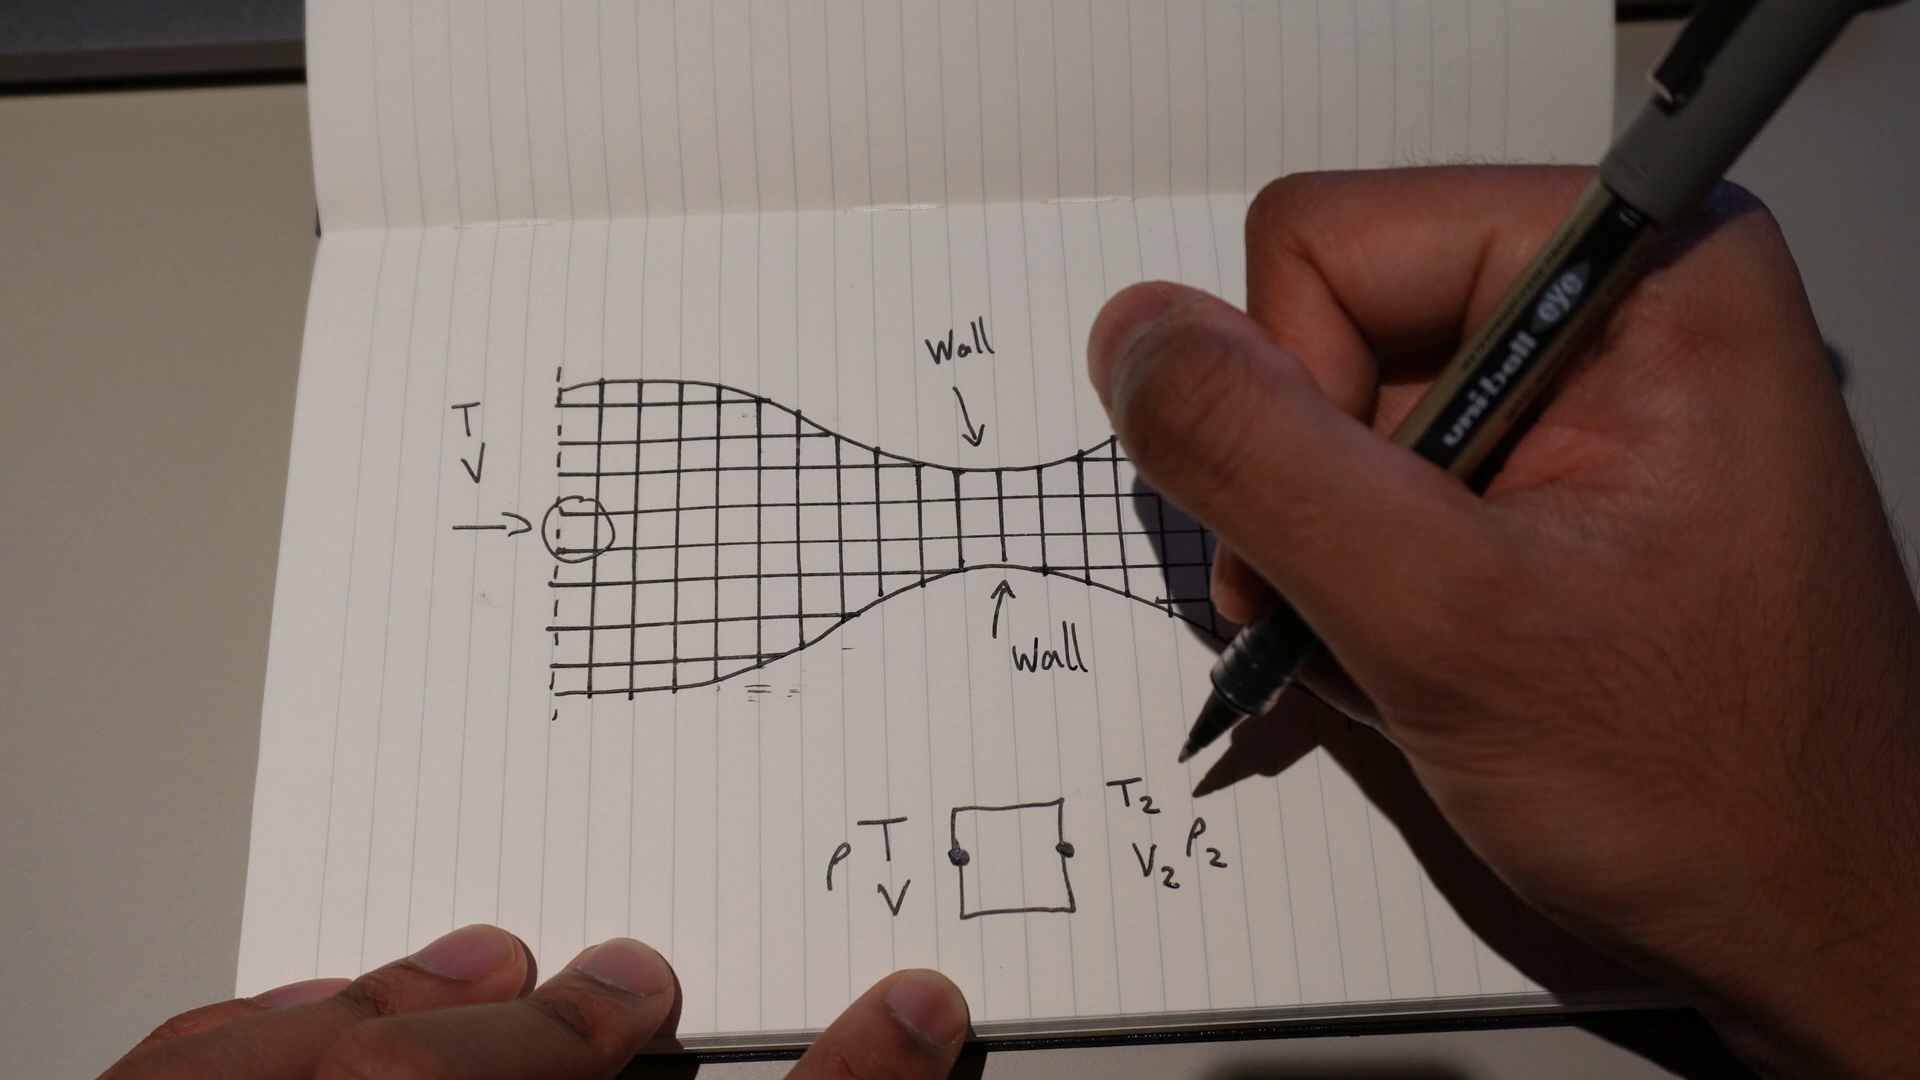 Wall
T
V
Wall
T₂
ρ T
V
V₂ ρ₂
uni-ball eye